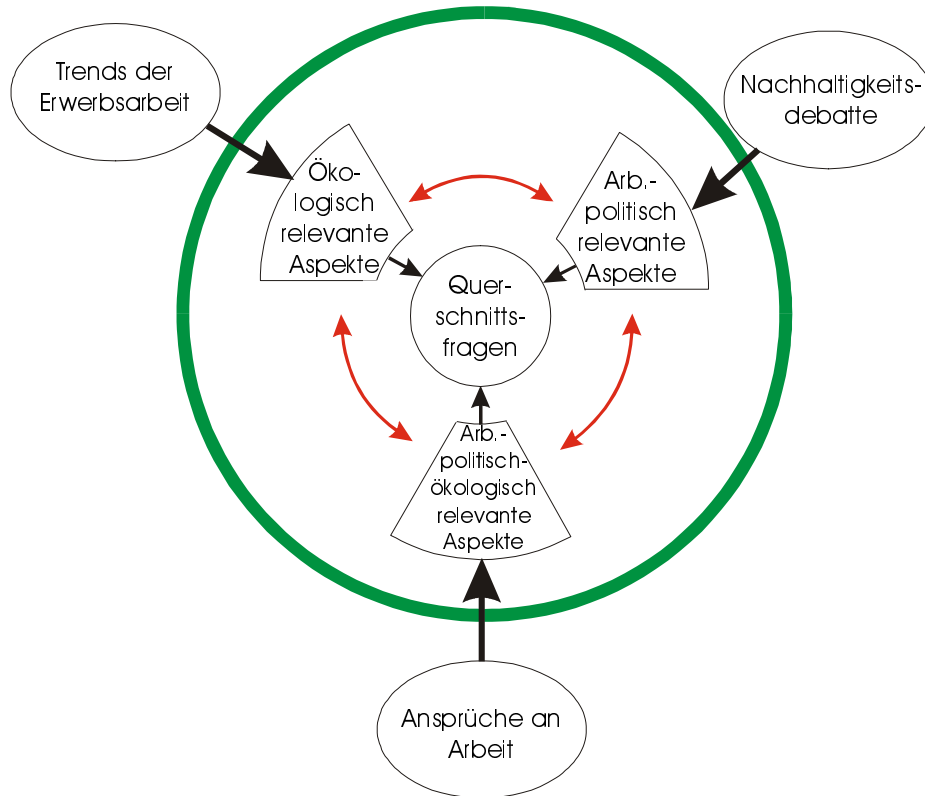 Trends der
Erwerbsarbeit
Nachhaltigkeits-
debatte
Öko-
logisch
relevante
Aspekte
Arb.-
politisch
relevante
Aspekte
Quer-
schnitts-
fragen
Arb.-
politisch-
ökologisch
relevante
Aspekte
Ansprüche an
Arbeit